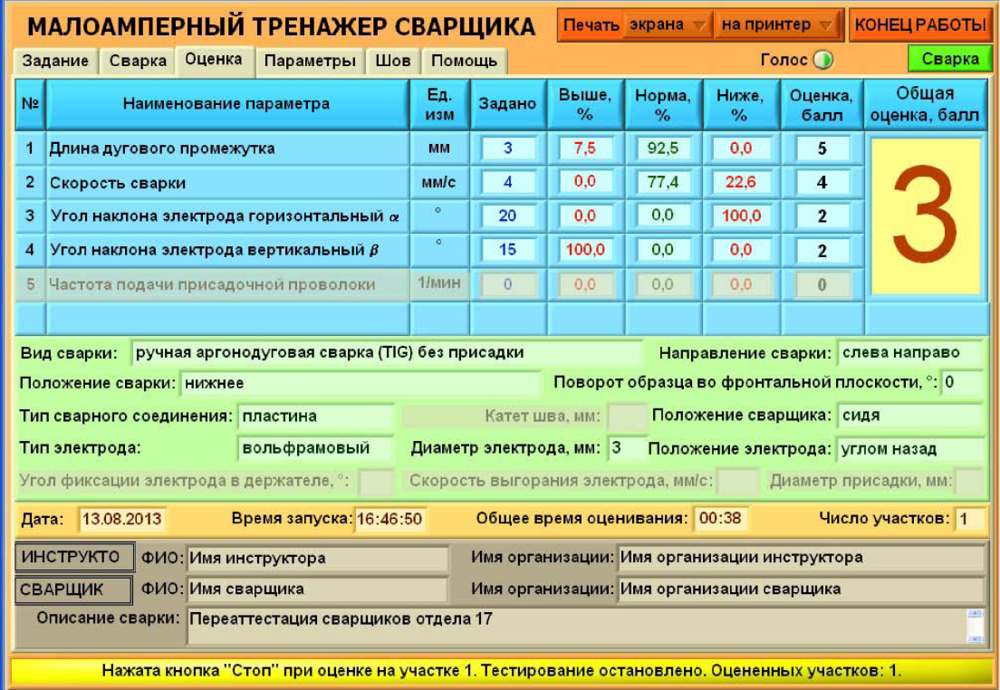 МАЛОАМПЕРНЫЙ ТРЕНАЖЕР СВАРЩИКА Печать экрана на принтер КОНЕЦ РАБОТЫ
Задание Сварка Оценка Параметры Шов Помощь Голос Сварка
№ Наименование параметра Ед. изм Задано Выше, % Норма, % Ниже, % Оценка, балл Общая оценка, балл
1 Длина дугового промежутка мм 3 7,5 92,5 0,0 5 3
2 Скорость сварки мм/с 4 0,0 77,4 22,6 4
3 Угол наклона электрода горизонтальный α ° 20 0,0 0,0 100,0 2
4 Угол наклона электрода вертикальный β ° 15 100,0 0,0 0,0 2
5 Частота подачи присадочной проволоки 1/мин 0 0,0 0,0 0,0 0
Вид сварки: ручная аргонодуговая сварка (TIG) без присадки Направление сварки: слева направо
Положение сварки: нижнее Поворот образца во фронтальной плоскости, °: 0
Тип сварного соединения: пластина Катет шва, мм: Положение сварщика: сидя
Тип электрода: вольфрамовый Диаметр электрода, мм: 3 Положение электрода: углом назад
Угол фиксации электрода в держателе, °: Скорость выгорания электрода, мм/с: Диаметр присадки, мм:
Дата: 13.08.2013 Время запуска: 16:46:50 Общее время оценивания: 00:38 Число участков: 1
ИНСТРУКТО ФИО: Имя инструктора Имя организации: Имя организации инструктора
СВАРЩИК ФИО: Имя сварщика Имя организации: Имя организации сварщика
Описание сварки: Переаттестация сварщиков отдела 17
Нажата кнопка "Стоп" при оценке на участке 1. Тестирование остановлено. Оцененных участков: 1.